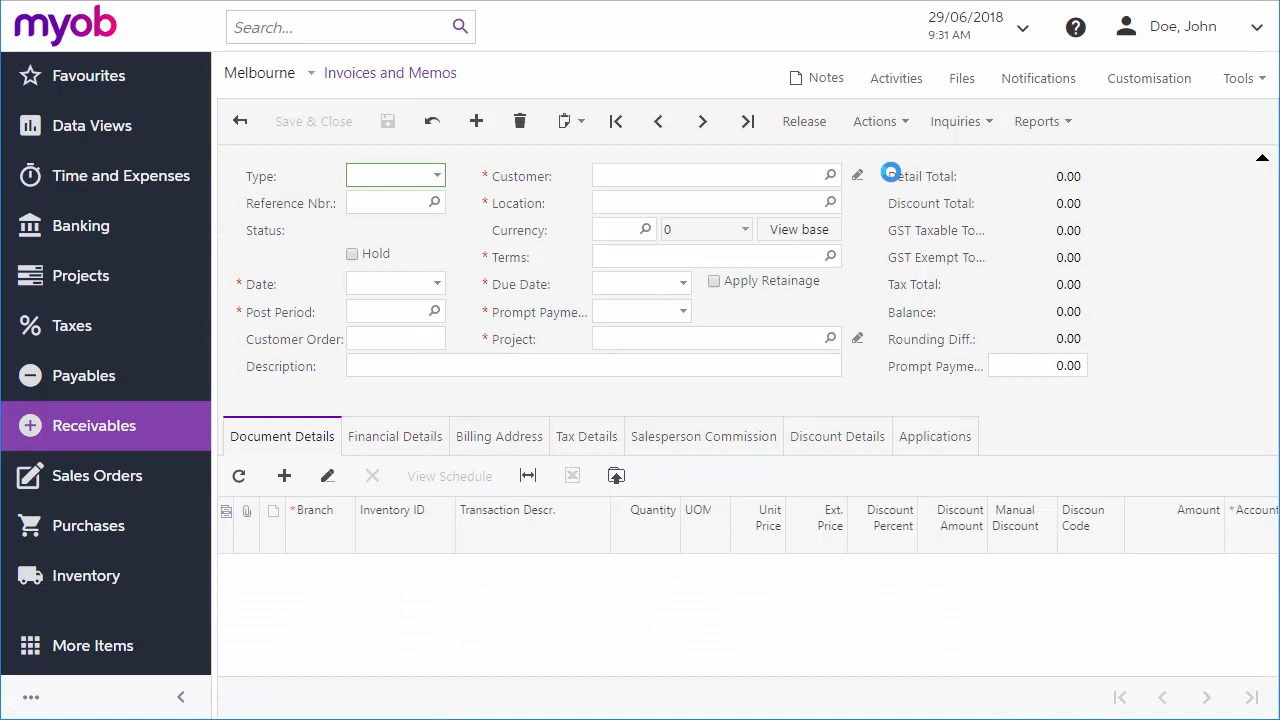 myob
Search...
29/06/2018
9:31 AM
Doe, John
Favourites
Data Views
Time and Expenses
Banking
Projects
Taxes
Payables
Receivables
Sales Orders
Purchases
Inventory
More Items
Melbourne Invoices and Memos
Notes Activities Files Notifications Customisation Tools
Save & Close Release Actions Inquiries Reports
Type: * Customer: 0.00
Total:
Reference Nbr.: * Location: Discount Total: 0.00
Status: Currency: 0 View base GST Taxable To... 0.00
Hold * Terms: GST Exempt To... 0.00
* Date: * Due Date: Apply Retainage Tax Total: 0.00
* Post Period: * Prompt Payme... Balance: 0.00
Customer Order: * Project: Rounding Diff.: 0.00
Description: Prompt Payme... 0.00
Document Details Financial Details Billing Address Tax Details Salesperson Commission Discount Details Applications
View Schedule
* Branch Inventory ID Transaction Descr. Quantity UOM Unit Price Ext. Price Discount Percent Discount Amount Manual Discount Discoun Code Amount * Account